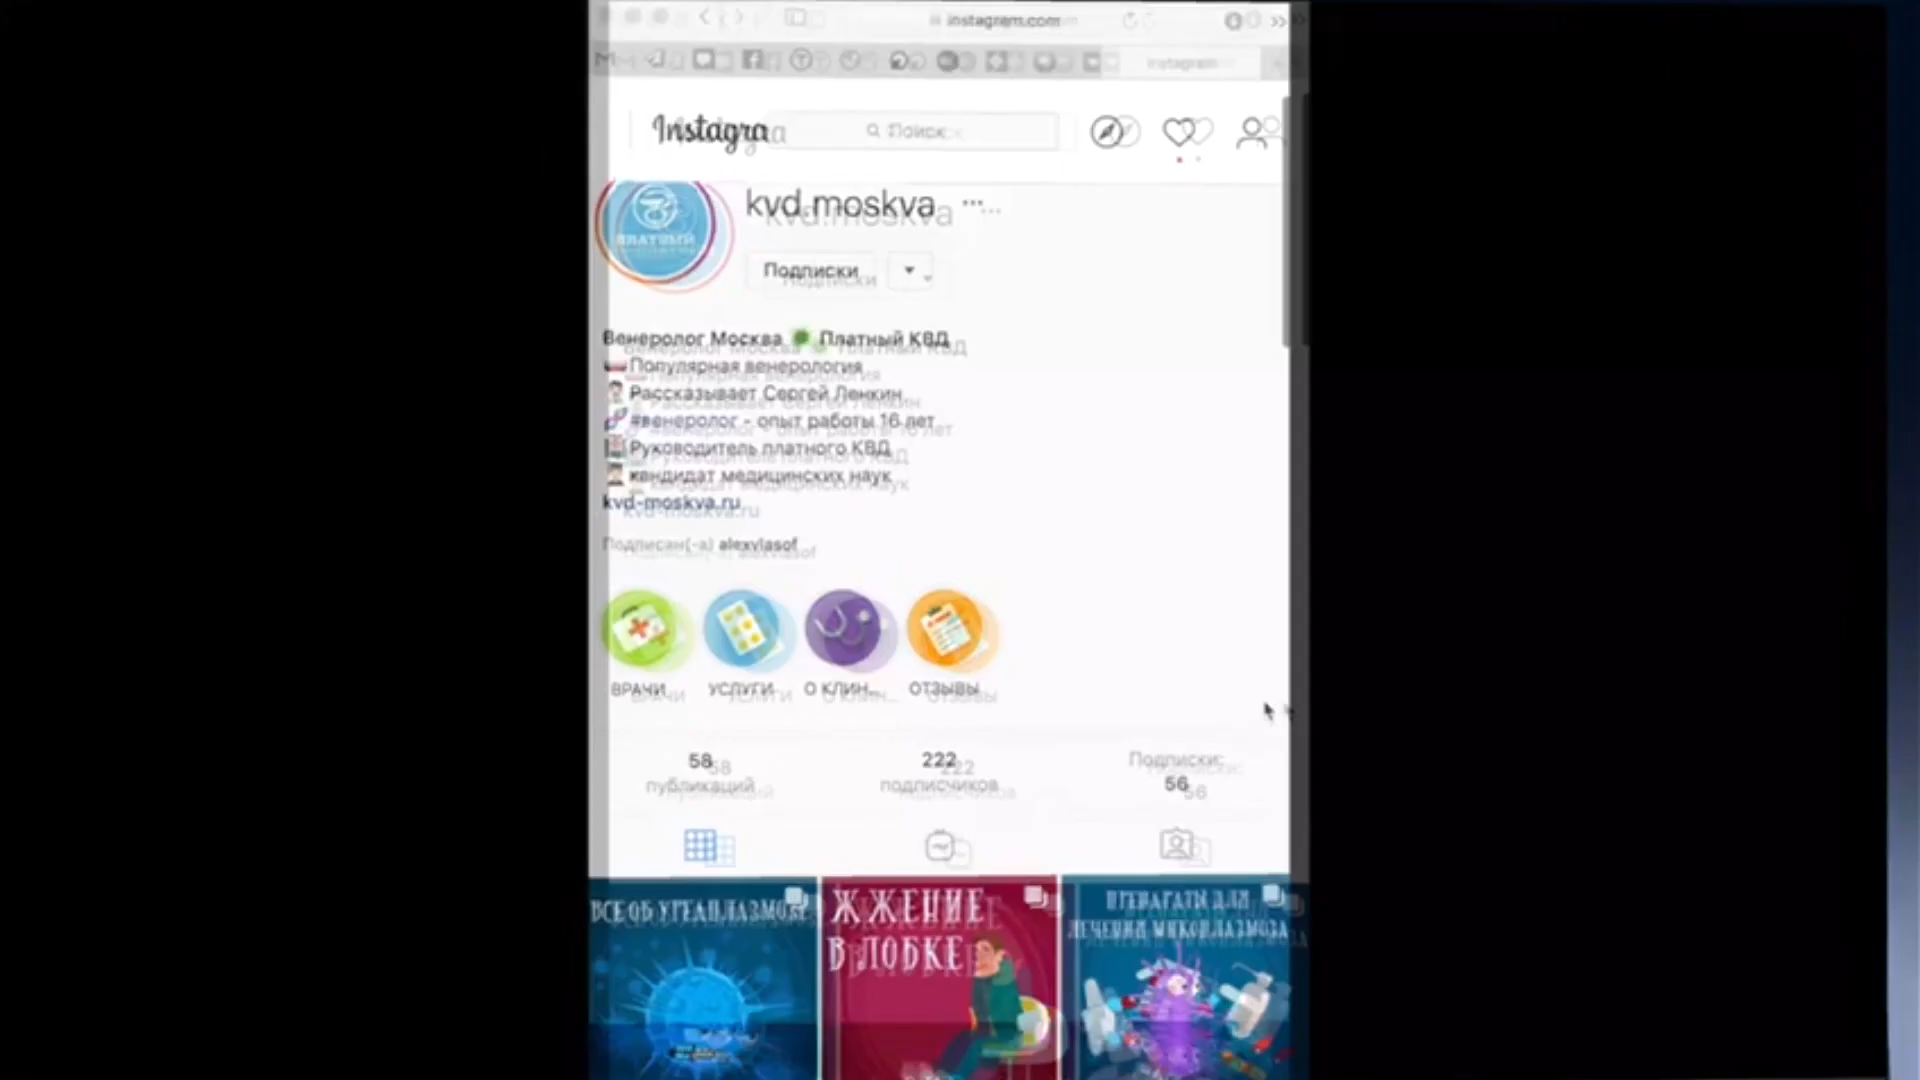 instagram.com
instagram
Instagra
Поиск
ПЛАТНЫЙ
kvd.moskva
Подписки
Венеролог Москва Платный КВД
Популярная венерология
Рассказывает Сергей Ленкин
#венеролог - опыт работы 16 лет
Руководитель платного КВД
кандидат медицинских наук
kvd-moskva.ru
Подписан(-а) alexvlasof
ВРАЧИ
УСЛУГИ
О КЛИН...
ОТЗЫВЫ
58
публикаций
222
подписчиков
Подписки:
56
ВСЕ ОБ УРЕАПЛАЗМОЗЕ
ЖЖЕНИЕ
В ЛОБКЕ
ПРЕПАРАТЫ ДЛЯ
ЛЕЧЕНИЯ МИКОПЛАЗМОЗА